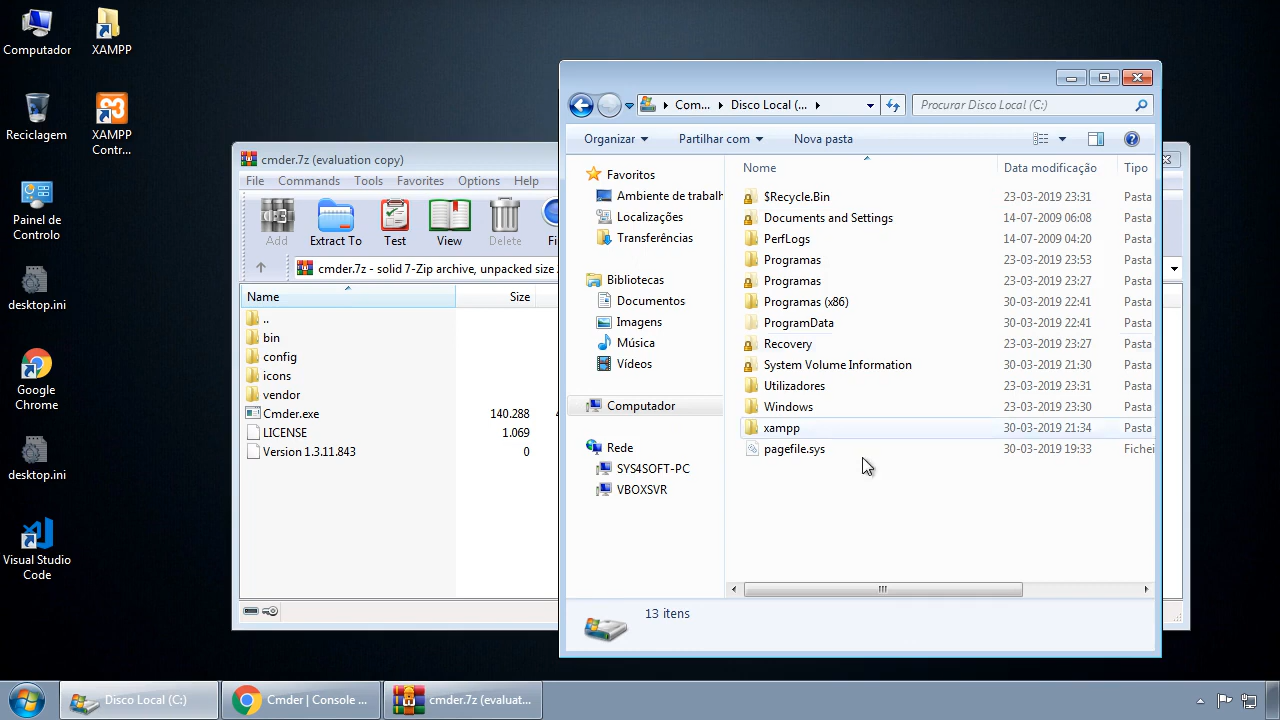 Computador
XAMPP
Reciclagem
XAMPP
Contr...
Painel de
Controlo
desktop.ini
Google
Chrome
desktop.ini
Visual Studio
Code
cmder.7z (evaluation copy)
File Commands Tools Favorites Options Help
Add Extract To Test View Delete Fi
cmder.7z - solid 7-Zip archive, unpacked size
Name Size
..
bin
config
icons
vendor
Cmder.exe 140.288
LICENSE 1.069
Version 1.3.11.843 0
Com... Disco Local (... Procurar Disco Local (C:)
Organizar Partilhar com Nova pasta
Favoritos
Ambiente de trabalh
Localizações
Transferências
Bibliotecas
Documentos
Imagens
Música
Vídeos
Computador
Rede
SYS4SOFT-PC
VBOXSVR
Nome Data modificação Tipo
$Recycle.Bin 23-03-2019 23:31 Pasta
Documents and Settings 14-07-2009 06:08 Pasta
PerfLogs 14-07-2009 04:20 Pasta
Programas 23-03-2019 23:53 Pasta
Programas 23-03-2019 23:27 Pasta
Programas (x86) 30-03-2019 22:41 Pasta
ProgramData 30-03-2019 22:41 Pasta
Recovery 23-03-2019 23:27 Pasta
System Volume Information 30-03-2019 21:30 Pasta
Utilizadores 23-03-2019 23:31 Pasta
Windows 23-03-2019 23:30 Pasta
xampp 30-03-2019 21:34 Pasta
pagefile.sys 30-03-2019 19:33 Fichei
13 itens
Disco Local (C:) Cmder | Console ... cmder.7z (evaluat...